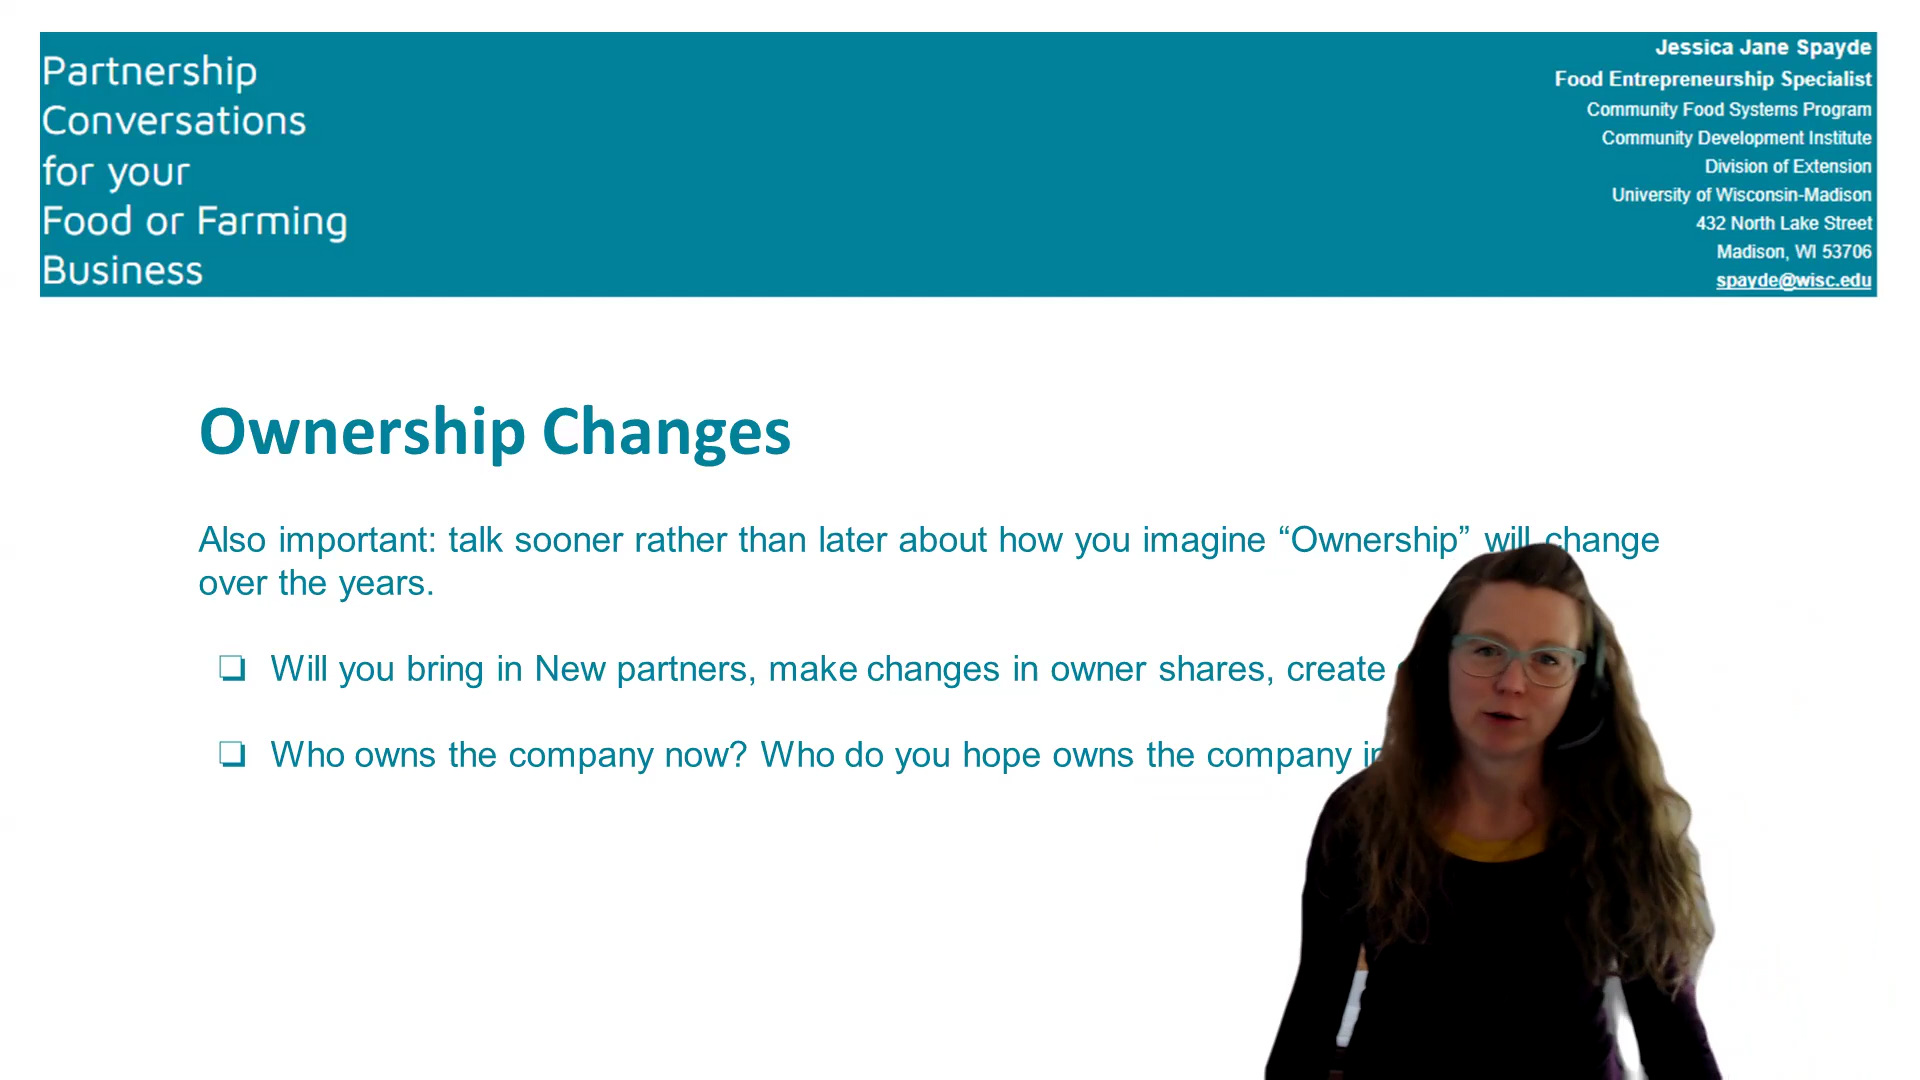 Partnership
Conversations
for your
Food or Farming
Business
Jessica Jane Spayde
Food Entrepreneurship Specialist
Community Food Systems Program
Community Development Institute
Division of Extension
University of Wisconsin-Madison
432 North Lake Street
Madison, WI 53706
spayde@wisc.edu
Ownership Changes
Also important: talk sooner rather than later about how you imagine “Ownership” will change
over the years.
❏ Will you bring in New partners, make changes in owner shares, create
❏ Who owns the company now? Who do you hope owns the company